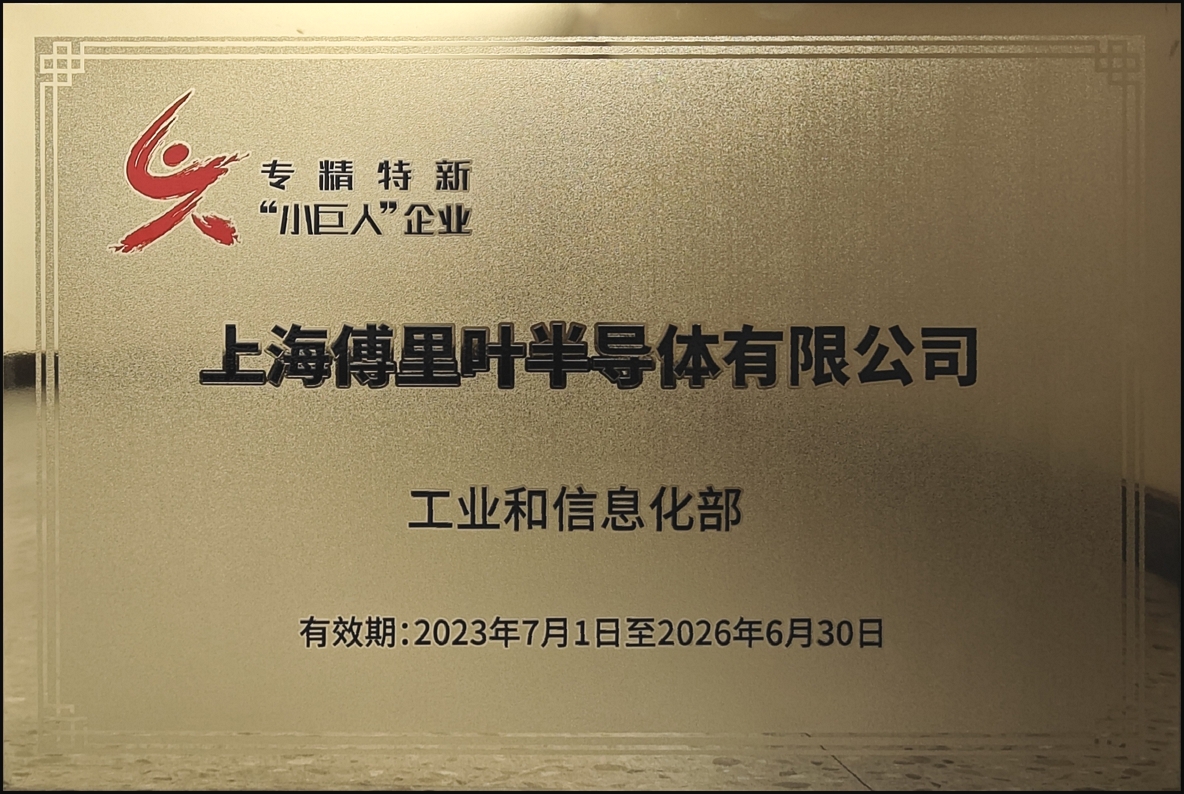 专精特新
“小巨人”企业
上海傅里叶半导体有限公司
工业和信息化部
有效期:2023年7月1日至2026年6月30日